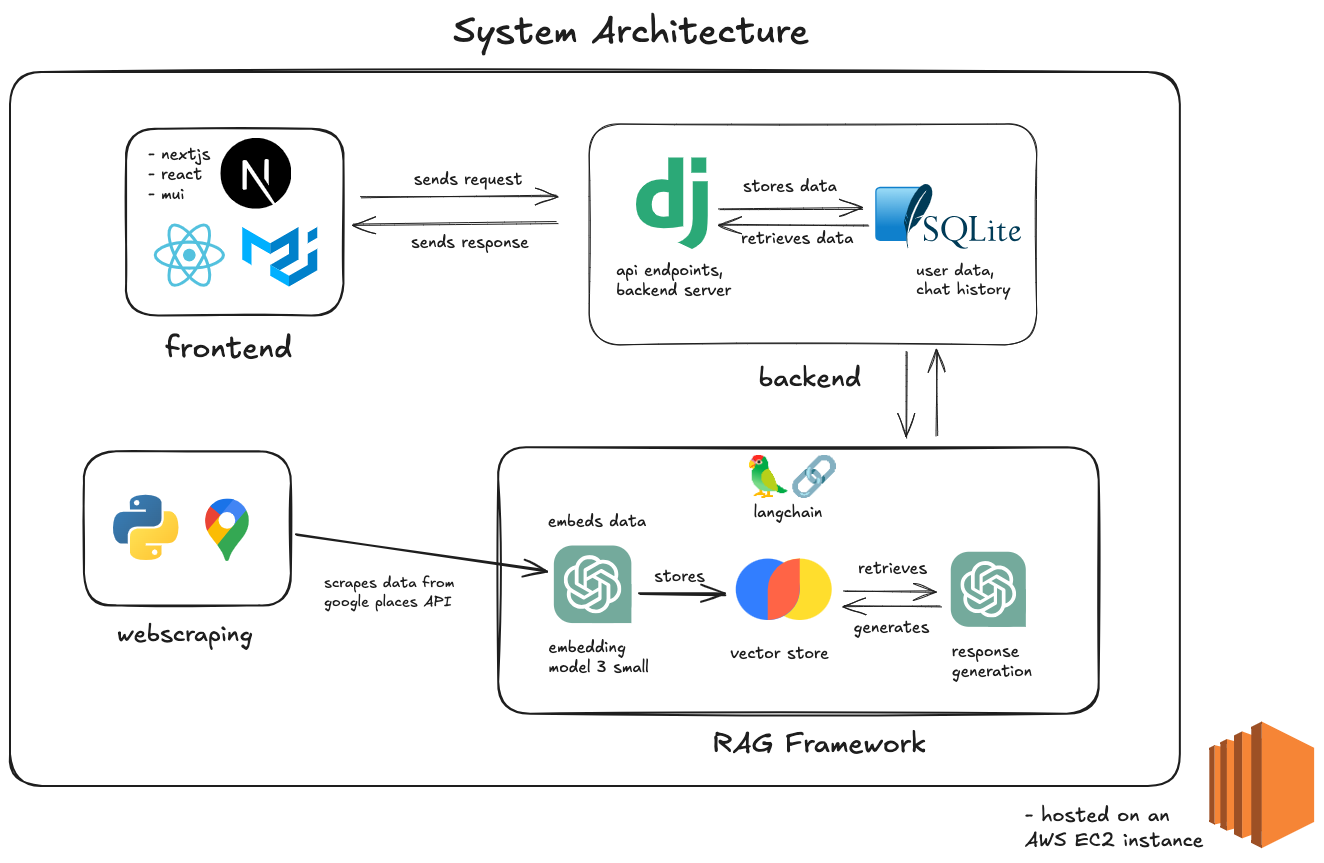 System Architecture
- nextjs
- react
- mui
N
sends request
sends response
frontend
dj
api endpoints,
backend server
stores data
retrieves data
SQLite
user data,
chat history
backend
webscraping
scrapes data from
google places API
langchain
embeds data
embedding
model 3 small
stores
vector store
retrieves
generates
response
generation
RAG Framework
- hosted on an
AWS EC2 instance